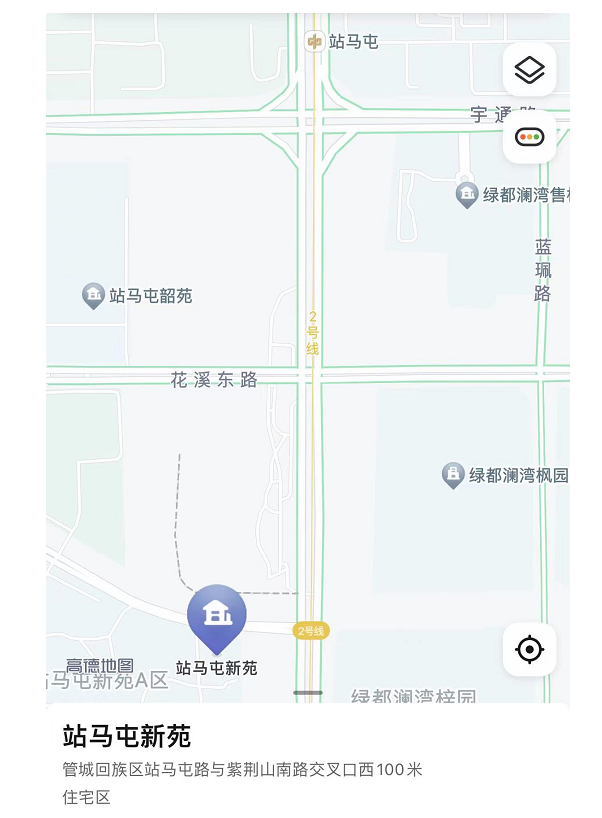 站马屯
宇通路
绿都澜湾售
蓝珮路
站马屯韶苑
2号线
花溪东路
绿都澜湾枫园
2号线
高德地图
站马屯新苑
马屯新苑A区
绿都澜湾梓园
站马屯新苑
管城回族区站马屯路与紫荆山南路交叉口西100米
住宅区